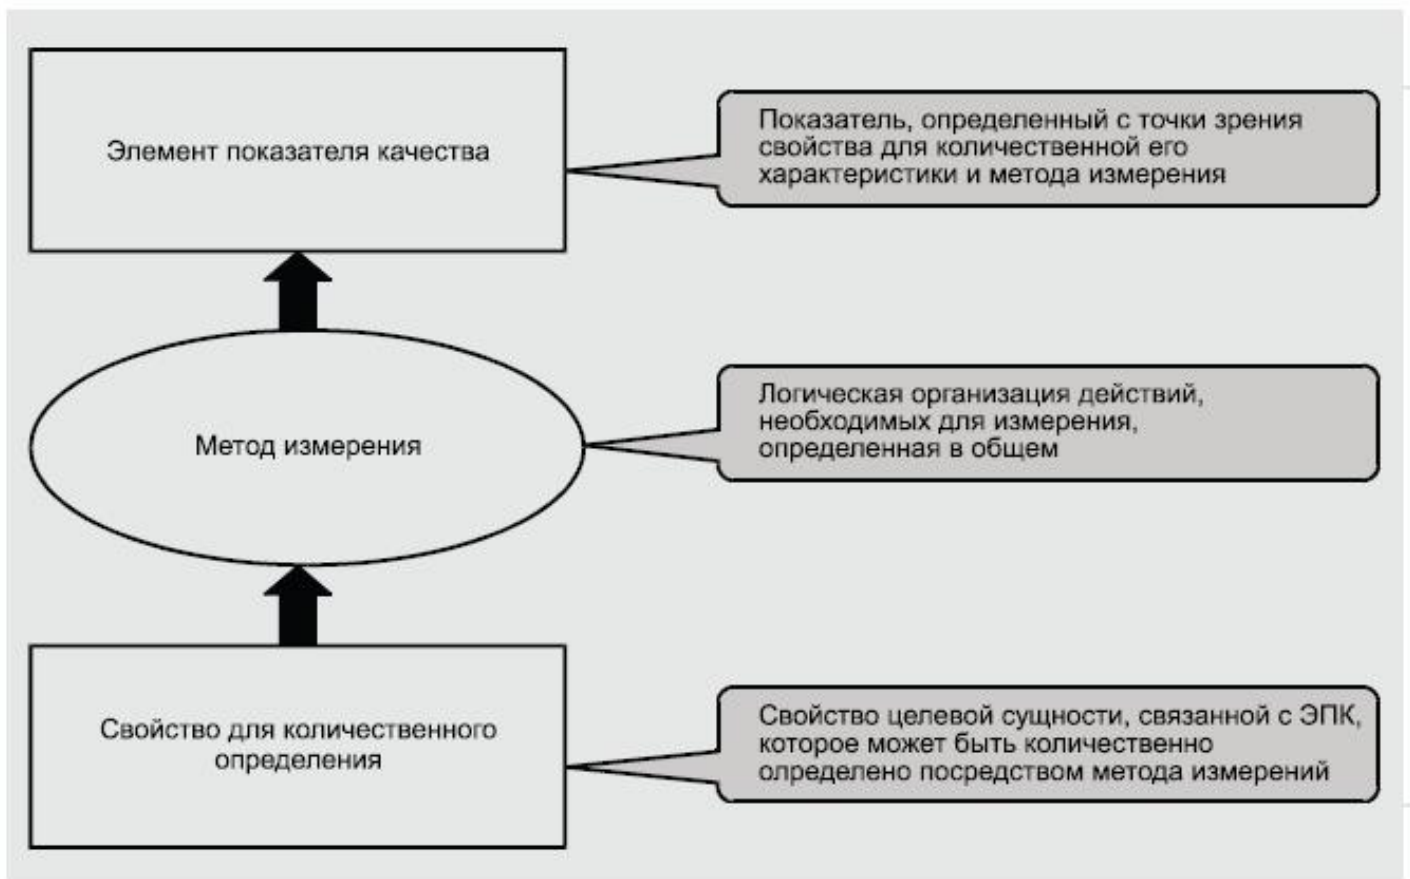 Элемент показателя качества
Показатель, определенный с точки зрения
свойства для количественной его
характеристики и метода измерения
Метод измерения
Логическая организация действий,
необходимых для измерения,
определенная в общем
Свойство для количественного
определения
Свойство целевой сущности, связанной с ЭПК,
которое может быть количественно
олределено посредством метода измерений